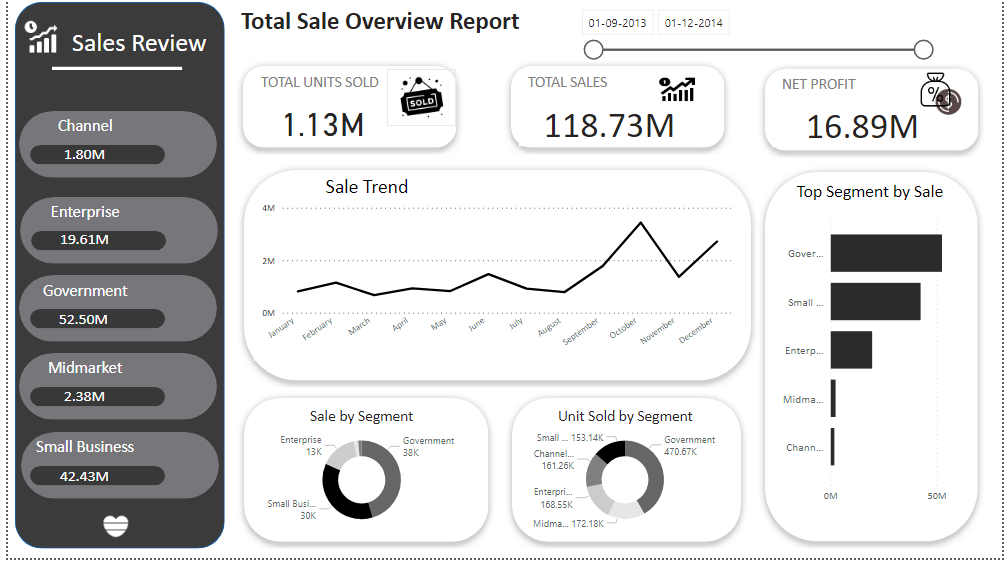 Sales Review
Channel
1.80M
Enterprise
19.61M
Government
52.50M
Midmarket
2.38M
Small Business
42.43M
Total Sale Overview Report
01-09-2013
01-12-2014
TOTAL UNITS SOLD
SOLD
1.13M
TOTAL SALES
118.73M
NET PROFIT
%
16.89M
Sale Trend
4M
2M
0M
January
February
March
April
May
June
July
August
September
October
November
December
Top Segment by Sale
Gover...
Small ...
Enterp...
Midma...
Chann...
0M
50M
Sale by Segment
Enterprise
13K
Government
38K
Small Busi...
30K
Unit Sold by Segment
Small ... 153.14K
Channel...
161.26K
Enterpri...
168.55K
Midma... 172.18K
Government
470.67K